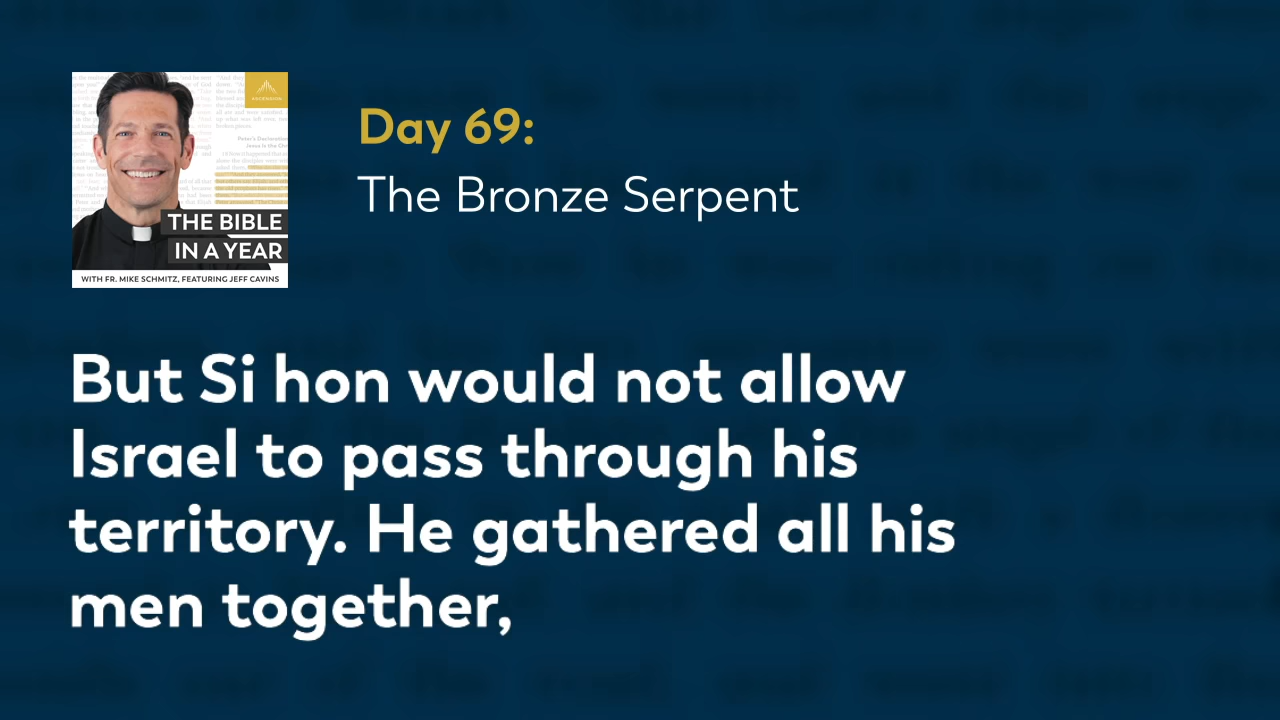 Day 69:
The Bronze Serpent
ASCENSION
THE BIBLE
IN A YEAR
WITH FR. MIKE SCHMITZ, FEATURING JEFF CAVINS
But Si hon would not allow
Israel to pass through his
territory. He gathered all his
men together,